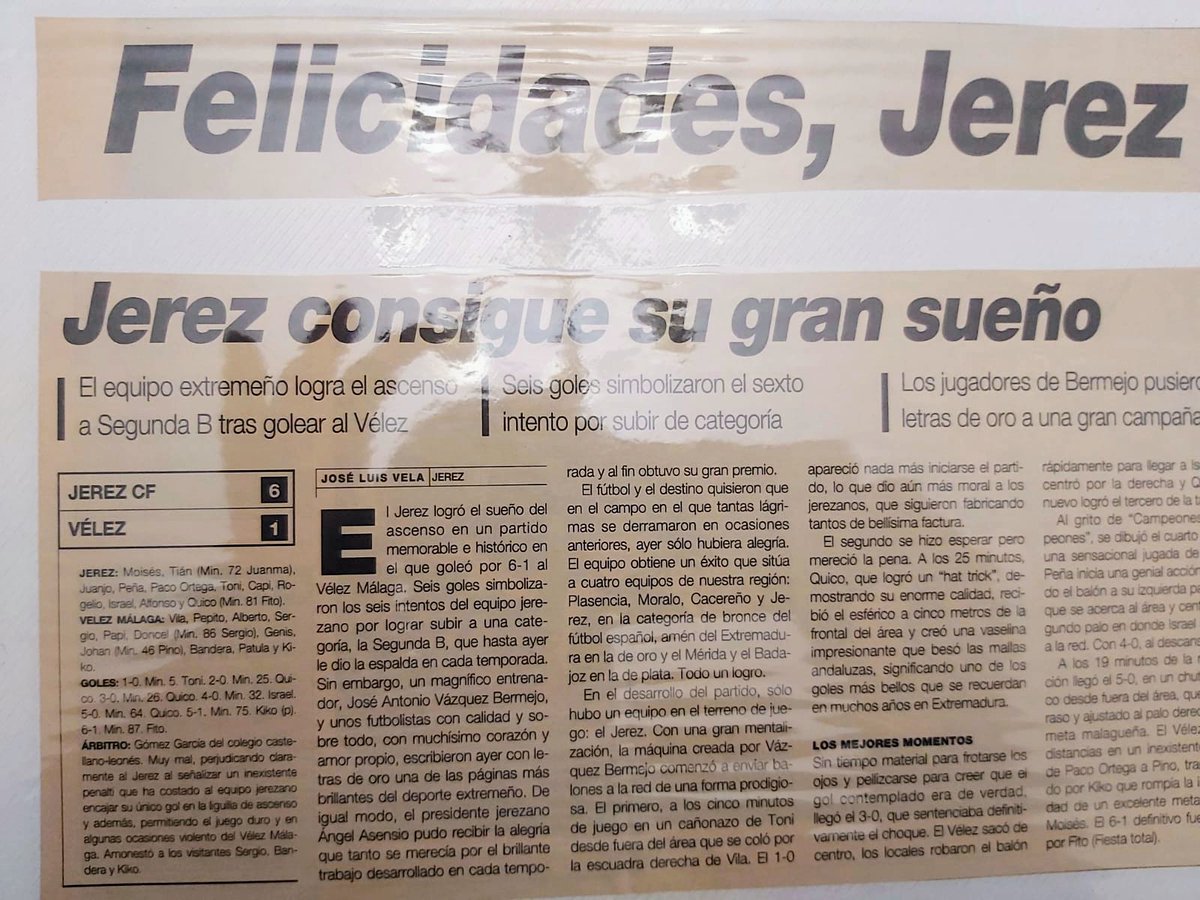 Felicidades, Jerez
Jerez consigue su gran sueño
El equipo extremeño logra el ascenso
a Segunda B tras golear al Vélez
Seis goles simbolizaron el sexto
intento por subir de categoría
Los jugadores de Bermejo
letras de oro a una gran campaña
JEREZ CF 6
VÉLEZ 1
JEREZ: Moisés, Tián (Min. 72 Juanma),
Juanjo, Peña, Paco Ortega, Toni, Capi, Ro-
gelio, Israel, Alfonso y Quico (Min. 81 Fito).
VELEZ MÁLAGA: Vila, Pepito, Alberto, Ser-
gio, Papi, Doncel (Min. 86 Sergio), Genis,
Johan (Min. 46 Pino), Bandera, Patula y Ki-
ko.
GOLES: 1-0. Min. 5. Toni. 2-0. Min. 25. Qui-
co. 3-0. Min. 26. Quico. 4-0. Min. 32. Israel.
5-0. Min. 64. Quico. 5-1. Min. 75. Kiko (p).
6-1. Min. 87. Fito.
ÁRBITRO: Gómez García del colegio caste-
llano-leonés. Muy mal, perjudicando clara-
mente al Jerez al señalizar un inexistente
penalti que ha costado al equipo jerezano
encajar su único gol en la liguilla de ascenso
y además, permitiendo el juego duro y en
algunas ocasiones violento del Vélez Mála-
ga. Amonestó a los visitantes Sergio, Ban-
dera y Kiko.
JOSÉ LUIS VELA JEREZ
El Jerez logró el sueño del
ascenso en un partido
memorable e histórico en
el que goleó por 6-1 al
Vélez Málaga. Seis goles simboliza-
ron los seis intentos del equipo jere-
zano por lograr subir a una cate-
goría, la Segunda B, que hasta ayer
le dio la espalda en cada temporada.
Sin embargo, un magnífico entrena-
dor, José Antonio Vázquez Bermejo,
y unos futbolistas con calidad y so-
bre todo, con muchísimo corazón y
amor propio, escribieron ayer con le-
tras de oro una de las páginas más
brillantes del deporte extremeño. De
igual modo, el presidente jerezano
Ángel Asensio pudo recibir la alegría
que tanto se merecía por el brillante
trabajo desarrollado en cada tempo-
rada y al fin obtuvo su gran premio.
El fútbol y el destino quisieron que
en el campo en el que tantas lágri-
mas se derramaron en ocasiones
anteriores, ayer sólo hubiera alegría.
El equipo obtiene un éxito que sitúa
a cuatro equipos de nuestra región:
Plasencia, Moralo, Cacereño y Je-
rez, en la categoría de bronce del
fútbol español, amén del Extremadu-
ra en la de oro y el Mérida y el Bada-
joz en la de plata. Todo un logro.
En el desarrollo del partido, sólo
hubo un equipo en el terreno de jue-
go: el Jerez. Con una gran mentali-
zación, la máquina creada por Váz-
quez Bermejo comenzó a enviar ba-
lones a la red de una forma prodigio-
sa. El primero, a los cinco minutos
de juego en un cañonazo de Toni
desde fuera del área que se coló por
la escuadra derecha de Vila. El 1-0
apareció nada más iniciarse el parti-
do, lo que dio aún más moral a los
jerezanos, que siguieron fabricando
tantos de bellísima factura.
El segundo se hizo esperar pero
mereció la pena. A los 25 minutos,
Quico, que logró un "hat trick", de-
mostrando su enorme calidad, reci-
bió el esférico a cinco metros de la
frontal del área y creó una vaselina
impresionante que besó las mallas
andaluzas, significando uno de los
goles más bellos que se recuerdan
en muchos años en Extremadura.
LOS MEJORES MOMENTOS
Sin tiempo material para frotarse los
ojos y pellizcarse para creer que el
gol contemplado era de verdad,
llegó el 3-0, que sentenciaba definiti-
vamente el choque. El Vélez sacó de
centro, los locales robaron el balón
rápidamente para llegar a
centró por la derecha y
nuevo logró el tercero de la
Al grito de "Campeones
peones", se dibujó el cuarto
una sensacional jugada de
Peña inicia una genial acción
do el balón a su izquierda
que se acerca al área y
gundo palo en donde Israel
a la red. Con 4-0, al
A los 19 minutos de la
ción llegó el 5-0, en un
co desde fuera del área,
raso y ajustado al palo
meta malagueña. El Vélez
distancias en un
de Paco Ortega a Pino,
do por Kiko que rompía la
dad de un excelente
Moisés. El 6-1 definitivo
por Fito (Fiesta total).